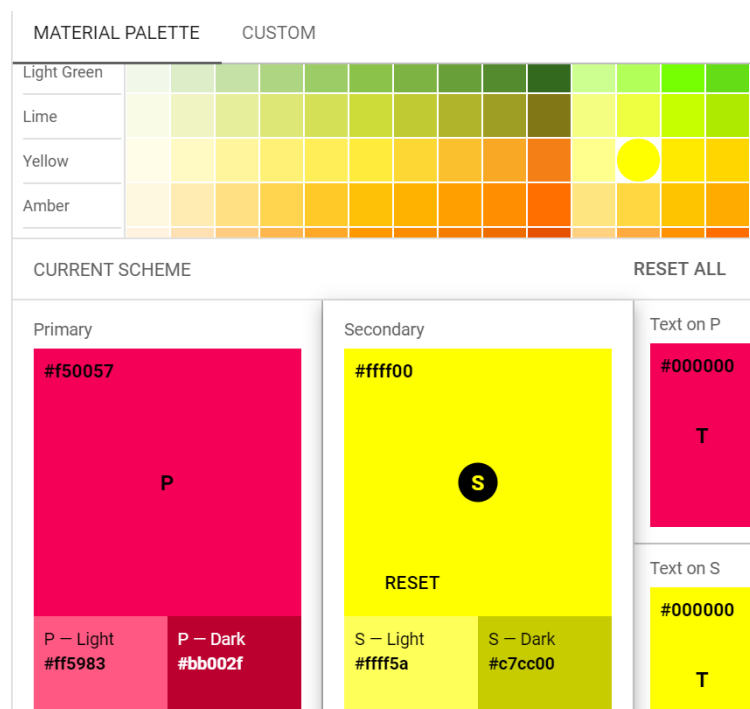 MATERIAL PALETTE
CUSTOM
Light Green
Lime
Yellow
Amber
CURRENT SCHEME
RESET ALL
Primary
#f50057
P
P — Light
#ff5983
P — Dark
#bb002f
Secondary
#ffff00
S
RESET
S — Light
#ffff5a
S — Dark
#c7cc00
Text on P
#000000
T
Text on S
#000000
T